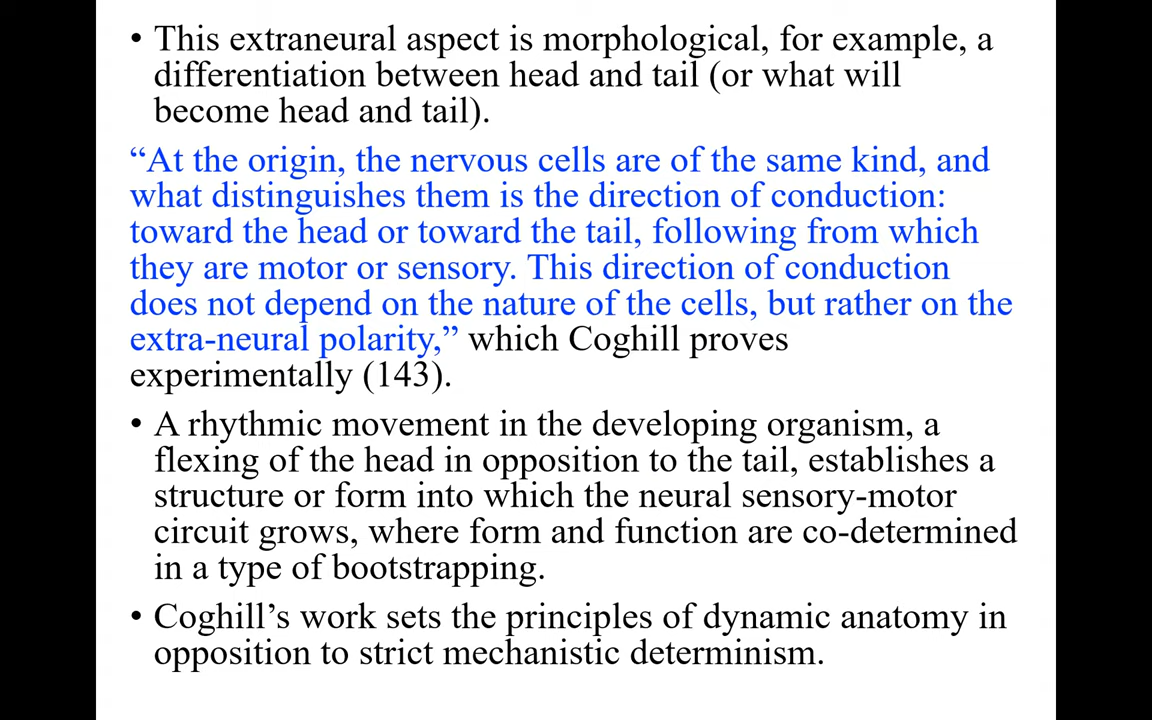 • This extraneural aspect is morphological, for example, a
differentiation between head and tail (or what will
become head and tail).
“At the origin, the nervous cells are of the same kind, and
what distinguishes them is the direction of conduction:
toward the head or toward the tail, following from which
they are motor or sensory. This direction of conduction
does not depend on the nature of the cells, but rather on the
extra-neural polarity,” which Coghill proves
experimentally (143).
• A rhythmic movement in the developing organism, a
flexing of the head in opposition to the tail, establishes a
structure or form into which the neural sensory-motor
circuit grows, where form and function are co-determined
in a type of bootstrapping.
• Coghill’s work sets the principles of dynamic anatomy in
opposition to strict mechanistic determinism.